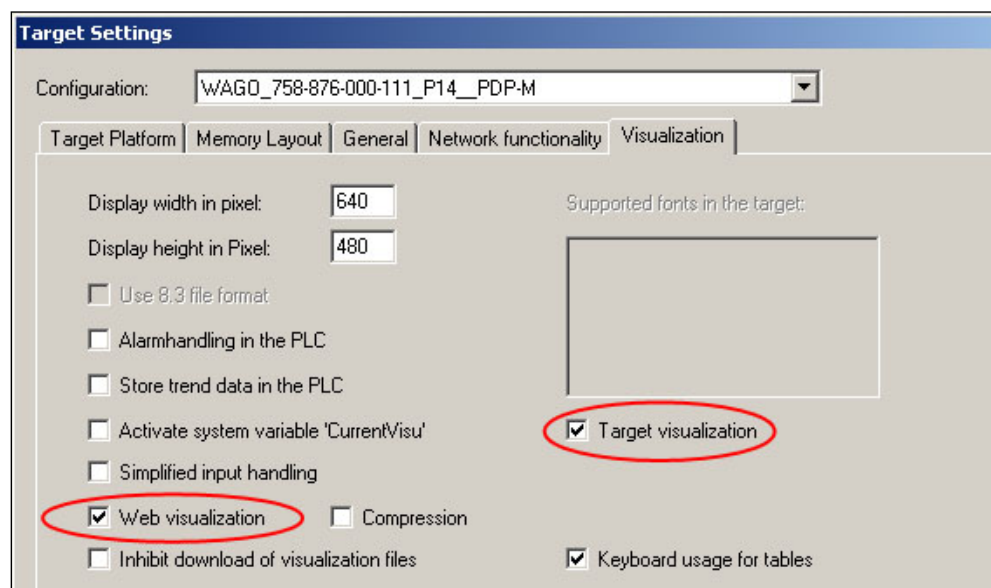 Target Settings
Configuration: WAGO_758-876-000-111_P14__PDP-M
Target Platform Memory Layout General Network functionality Visualization
Display width in pixel: 640 Supported fonts in the target:
Display height in Pixel: 480
Use 8.3 file format
Alarmhandling in the PLC
Store trend data in the PLC
Activate system variable 'CurrentVisu' Target visualization
Simplified input handling
Web visualization Compression
Inhibit download of visualization files Keyboard usage for tables